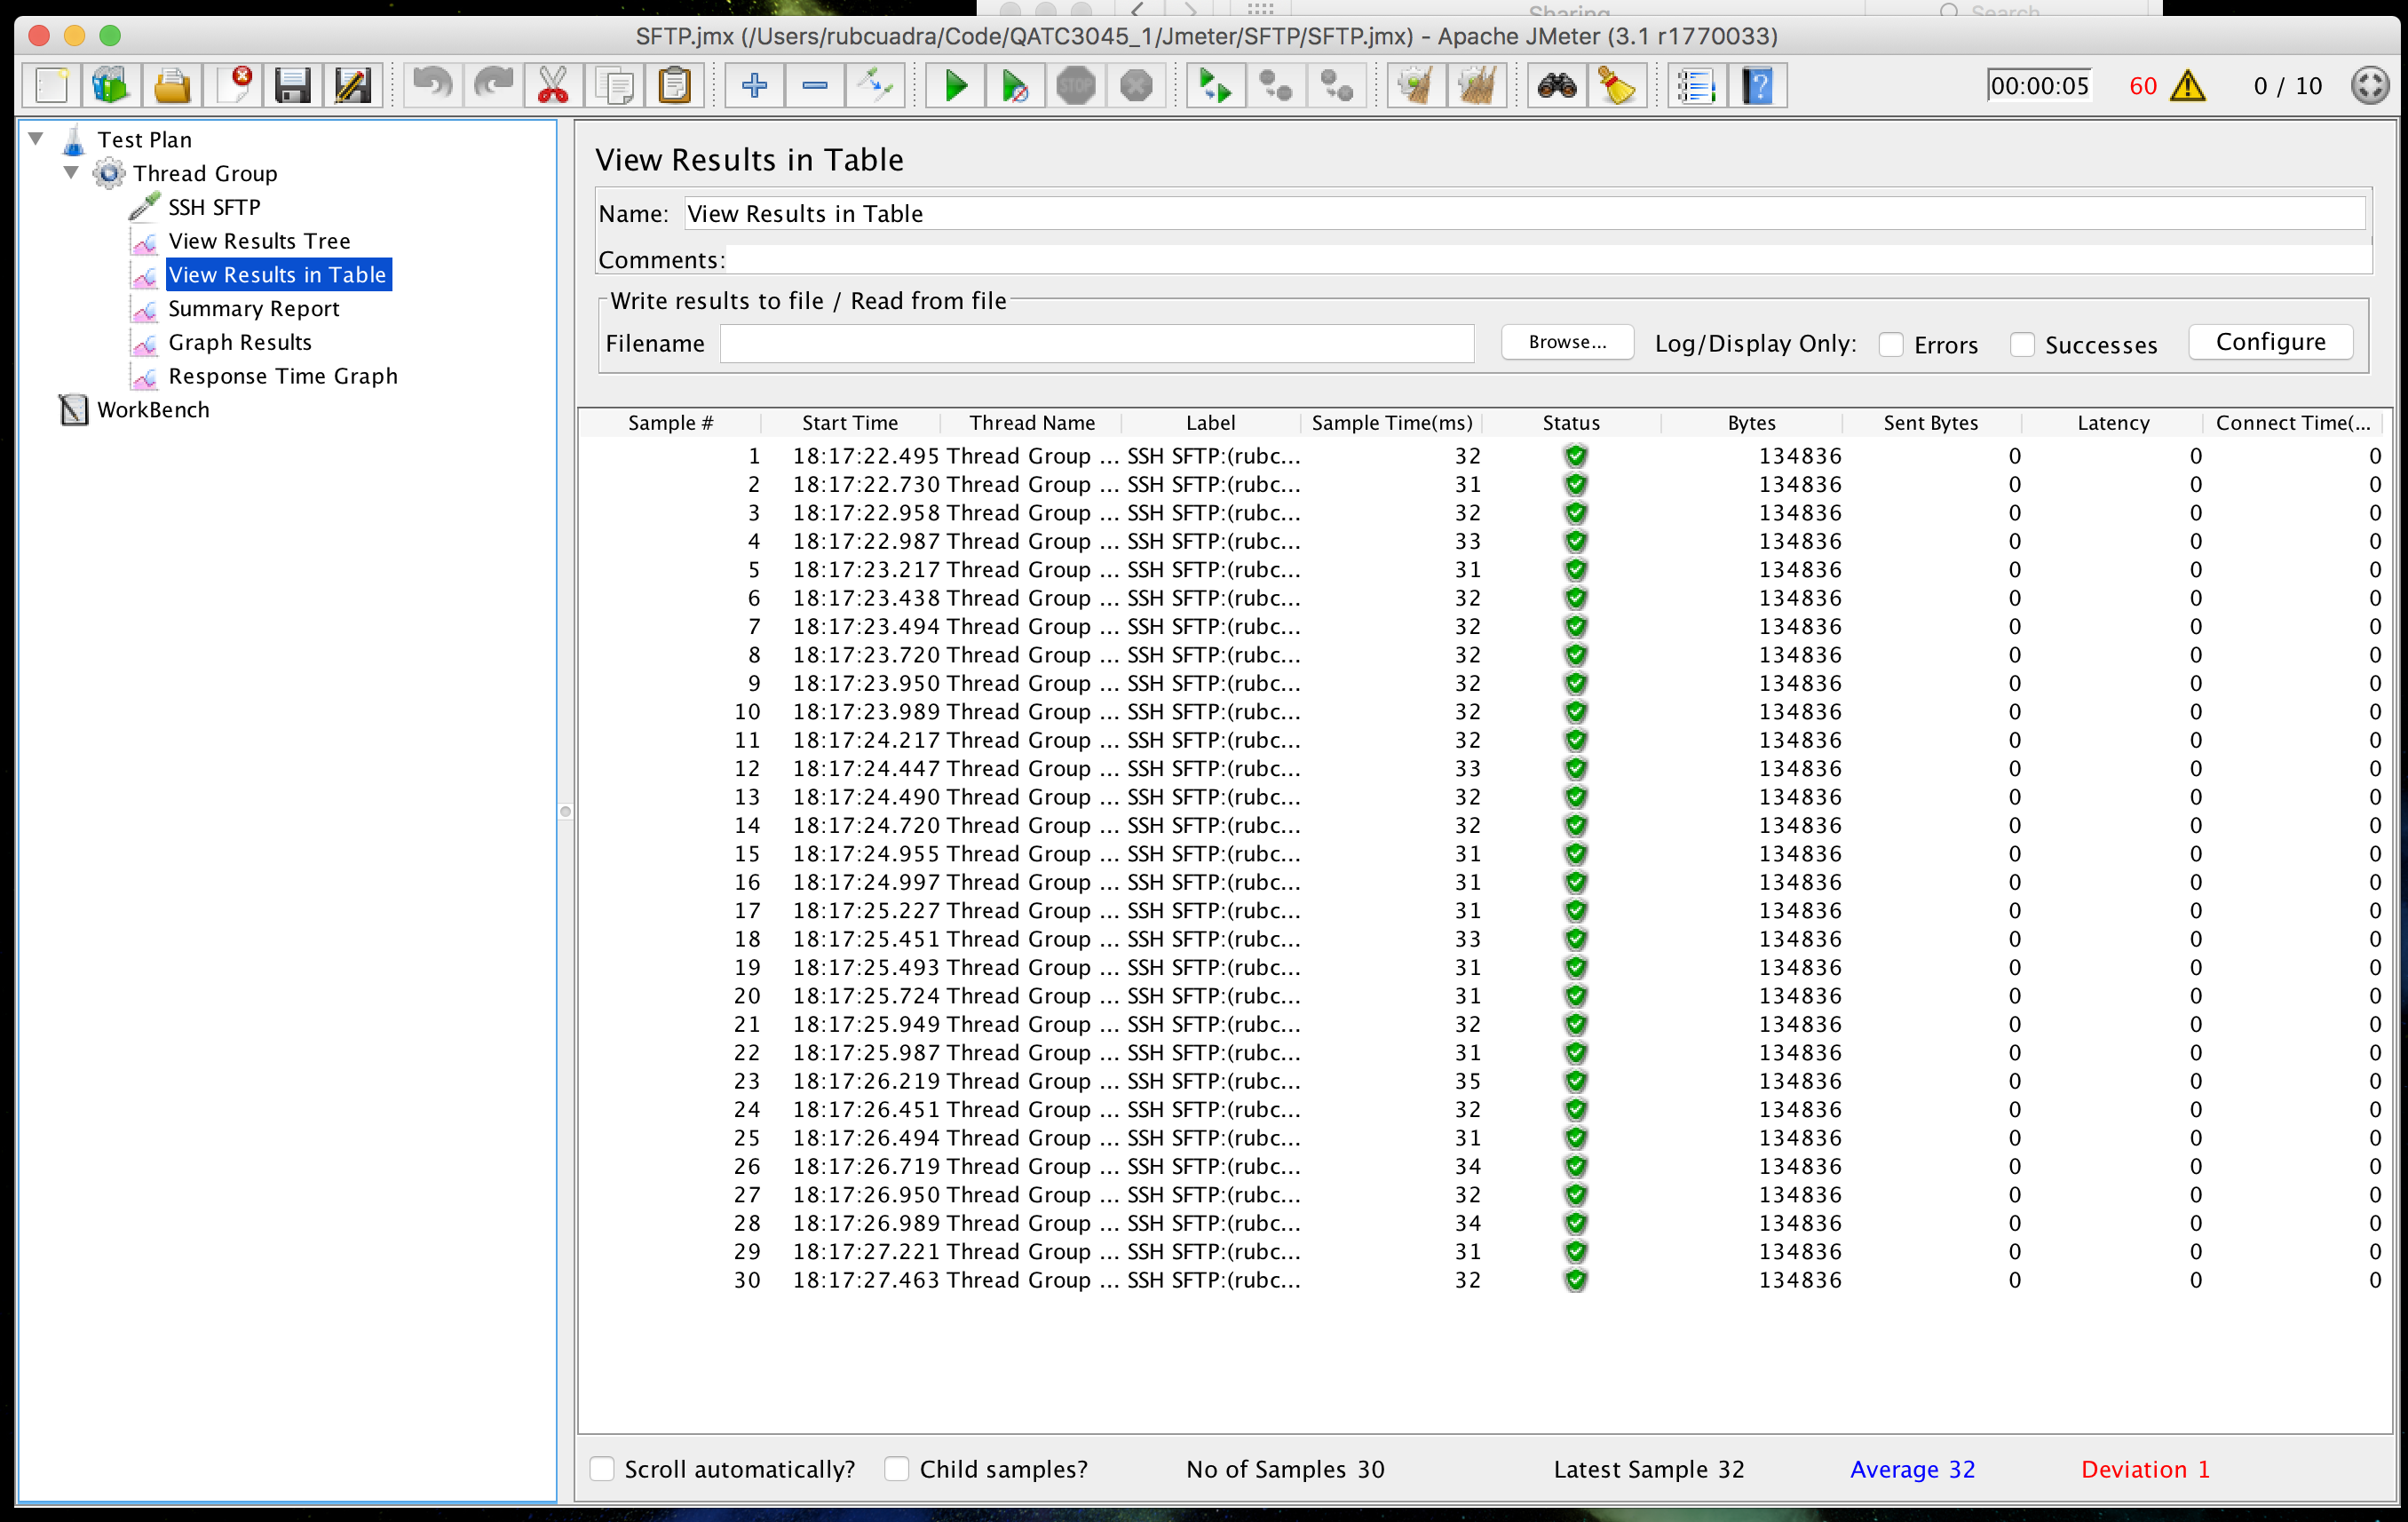 Sharing
Search
SFTP.jmx (/Users/rubcuadra/Code/QATC3045_1/Jmeter/SFTP/SFTP.jmx) - Apache JMeter (3.1 r1770033)
STOP 00:00:05 60 0 / 10
Test Plan
Thread Group
SSH SFTP
View Results Tree
View Results in Table
Summary Report
Graph Results
Response Time Graph
WorkBench
View Results in Table
Name: View Results in Table
Comments:
Write results to file / Read from file
Filename Browse... Log/Display Only: Errors Successes Configure
Sample # Start Time Thread Name Label Sample Time(ms) Status Bytes Sent Bytes Latency Connect Time(...
1 18:17:22.495 Thread Group ... SSH SFTP:(rubc... 32 134836 0 0 0
2 18:17:22.730 Thread Group ... SSH SFTP:(rubc... 31 134836 0 0 0
3 18:17:22.958 Thread Group ... SSH SFTP:(rubc... 32 134836 0 0 0
4 18:17:22.987 Thread Group ... SSH SFTP:(rubc... 33 134836 0 0 0
5 18:17:23.217 Thread Group ... SSH SFTP:(rubc... 31 134836 0 0 0
6 18:17:23.438 Thread Group ... SSH SFTP:(rubc... 32 134836 0 0 0
7 18:17:23.494 Thread Group ... SSH SFTP:(rubc... 32 134836 0 0 0
8 18:17:23.720 Thread Group ... SSH SFTP:(rubc... 32 134836 0 0 0
9 18:17:23.950 Thread Group ... SSH SFTP:(rubc... 32 134836 0 0 0
10 18:17:23.989 Thread Group ... SSH SFTP:(rubc... 32 134836 0 0 0
11 18:17:24.217 Thread Group ... SSH SFTP:(rubc... 32 134836 0 0 0
12 18:17:24.447 Thread Group ... SSH SFTP:(rubc... 33 134836 0 0 0
13 18:17:24.490 Thread Group ... SSH SFTP:(rubc... 32 134836 0 0 0
14 18:17:24.720 Thread Group ... SSH SFTP:(rubc... 32 134836 0 0 0
15 18:17:24.955 Thread Group ... SSH SFTP:(rubc... 31 134836 0 0 0
16 18:17:24.997 Thread Group ... SSH SFTP:(rubc... 31 134836 0 0 0
17 18:17:25.227 Thread Group ... SSH SFTP:(rubc... 31 134836 0 0 0
18 18:17:25.451 Thread Group ... SSH SFTP:(rubc... 33 134836 0 0 0
19 18:17:25.493 Thread Group ... SSH SFTP:(rubc... 31 134836 0 0 0
20 18:17:25.724 Thread Group ... SSH SFTP:(rubc... 31 134836 0 0 0
21 18:17:25.949 Thread Group ... SSH SFTP:(rubc... 32 134836 0 0 0
22 18:17:25.987 Thread Group ... SSH SFTP:(rubc... 31 134836 0 0 0
23 18:17:26.219 Thread Group ... SSH SFTP:(rubc... 35 134836 0 0 0
24 18:17:26.451 Thread Group ... SSH SFTP:(rubc... 32 134836 0 0 0
25 18:17:26.494 Thread Group ... SSH SFTP:(rubc... 31 134836 0 0 0
26 18:17:26.719 Thread Group ... SSH SFTP:(rubc... 34 134836 0 0 0
27 18:17:26.950 Thread Group ... SSH SFTP:(rubc... 32 134836 0 0 0
28 18:17:26.989 Thread Group ... SSH SFTP:(rubc... 34 134836 0 0 0
29 18:17:27.221 Thread Group ... SSH SFTP:(rubc... 31 134836 0 0 0
30 18:17:27.463 Thread Group ... SSH SFTP:(rubc... 32 134836 0 0 0
Scroll automatically? Child samples? No of Samples 30 Latest Sample 32 Average 32 Deviation 1